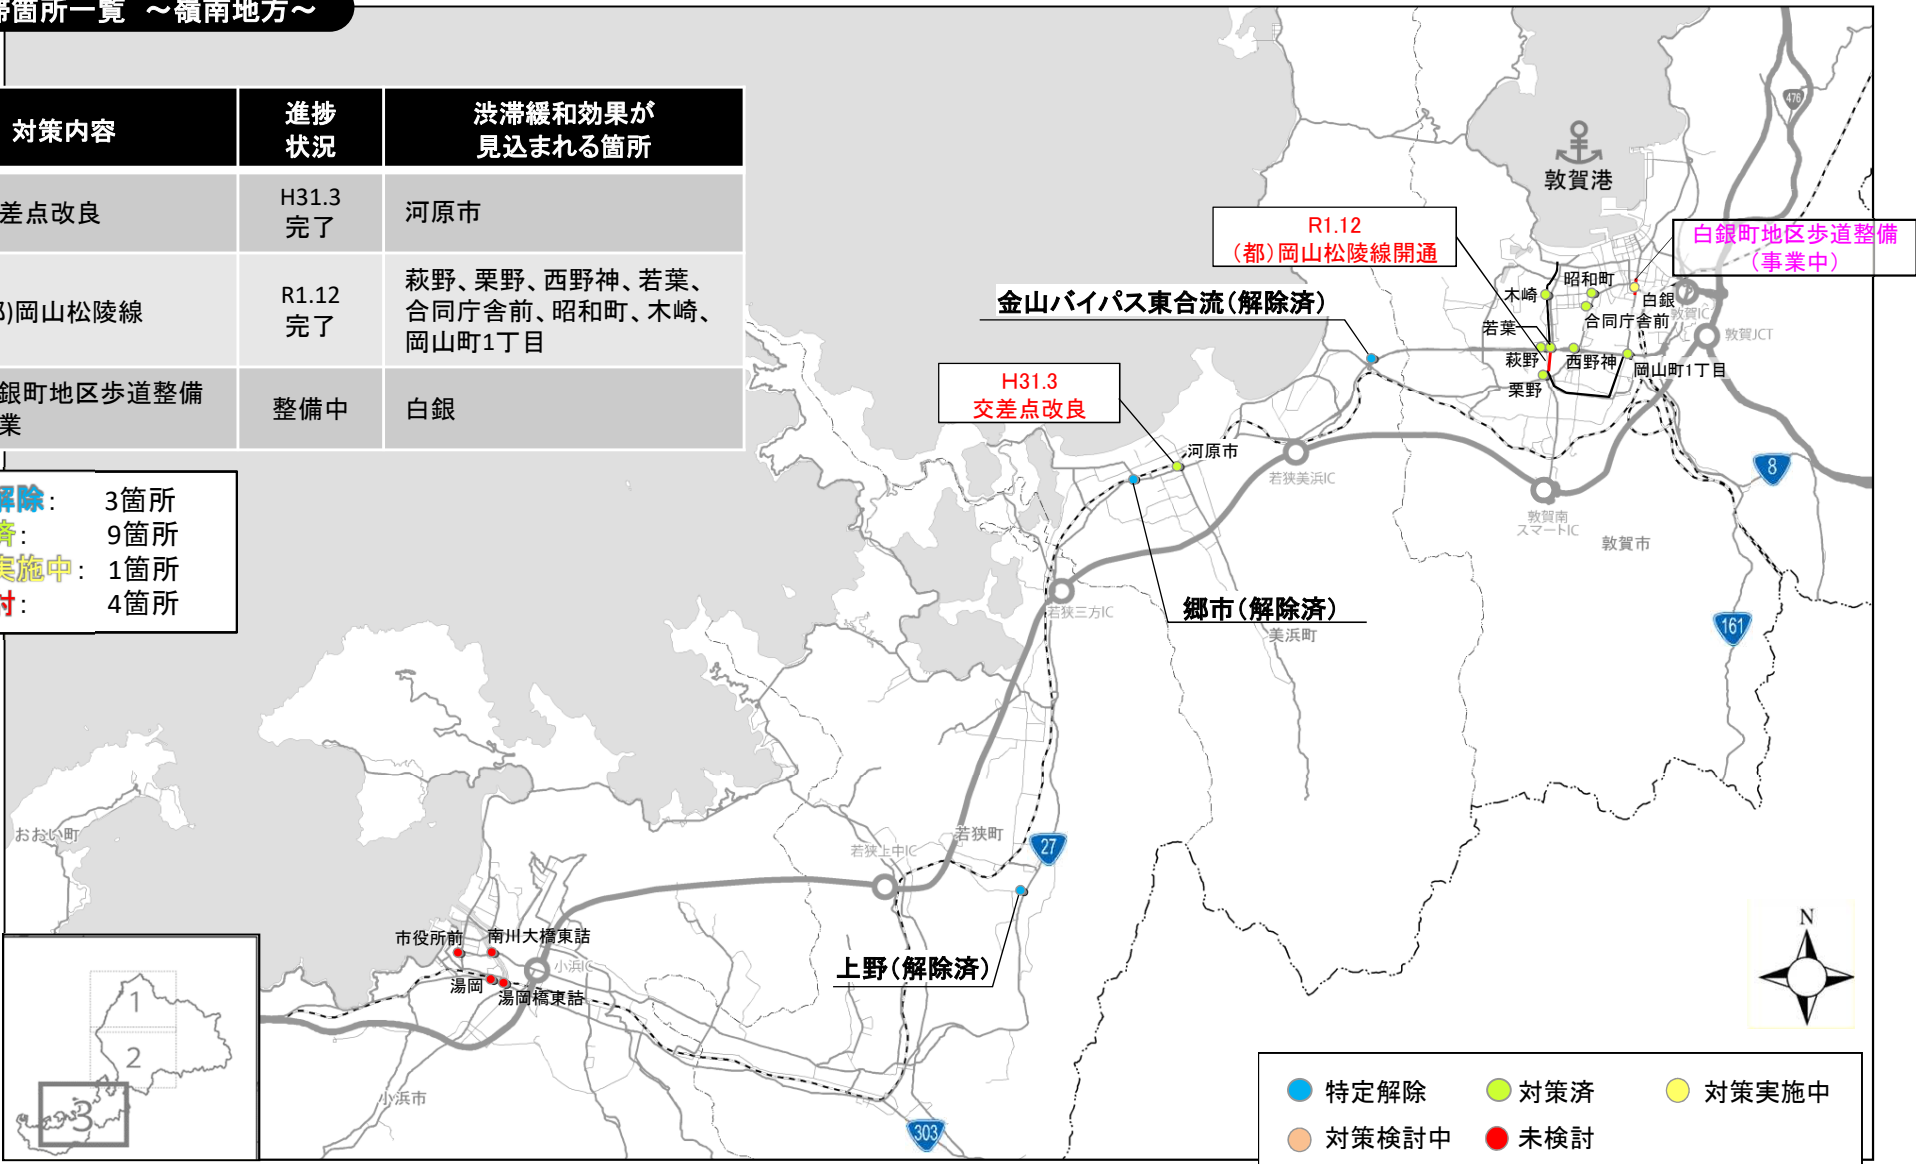 箇所一覧 ～嶺南地方～
対策内容
進捗
状況
渋滞緩和効果が
見込まれる箇所
差点改良
H31.3
完了
河原市
)岡山松陵線
R1.12
完了
萩野、栗野、西野神、若葉、
合同庁舎前、昭和町、木崎、
岡山町1丁目
銀町地区歩道整備
業
整備中
白銀
解除： 3箇所
済： 9箇所
実施中： 1箇所
討： 4箇所
476
敦賀港
R1.12
（都）岡山松陵線開通
白銀町地区歩道整備
（事業中）
昭和町
木崎
白銀
合同庁舎前
敦賀IC
若葉
敦賀JCT
萩野
西野神
岡山町1丁目
栗野
金山バイパス東合流（解除済）
H31.3
交差点改良
河原市
若狭美浜IC
8
敦賀南
スマートIC
敦賀市
若狭三方IC
郷市（解除済）
美浜町
161
おおい町
若狭町
若狭上中IC
27
市役所前
南川大橋東詰
小浜IC
湯岡
湯岡橋東詰
上野（解除済）
N
小浜市
303
1
2
3
特定解除
対策済
対策実施中
対策検討中
未検討